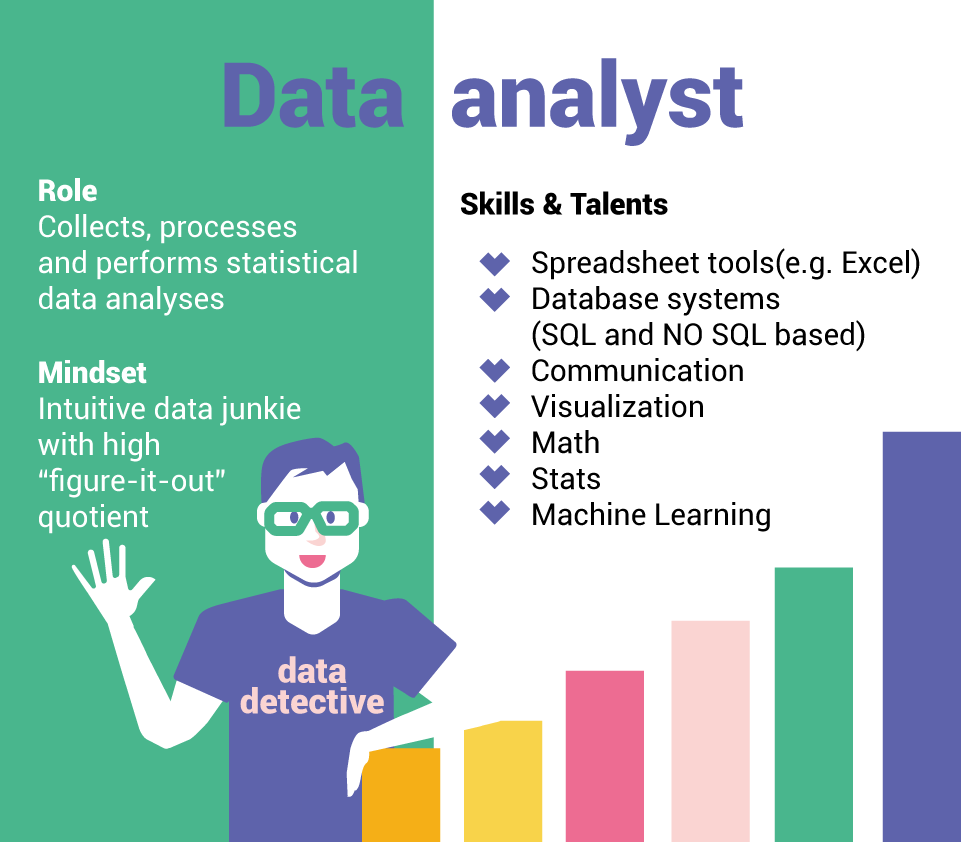 Data analyst
Role
Collects, processes
and performs statistical
data analyses
Mindset
Intuitive data junkie
with high
“figure-it-out”
quotient
Skills & Talents
Spreadsheet tools(e.g. Excel)
Database systems
(SQL and NO SQL based)
Communication
Visualization
Math
Stats
Machine Learning
data
detective